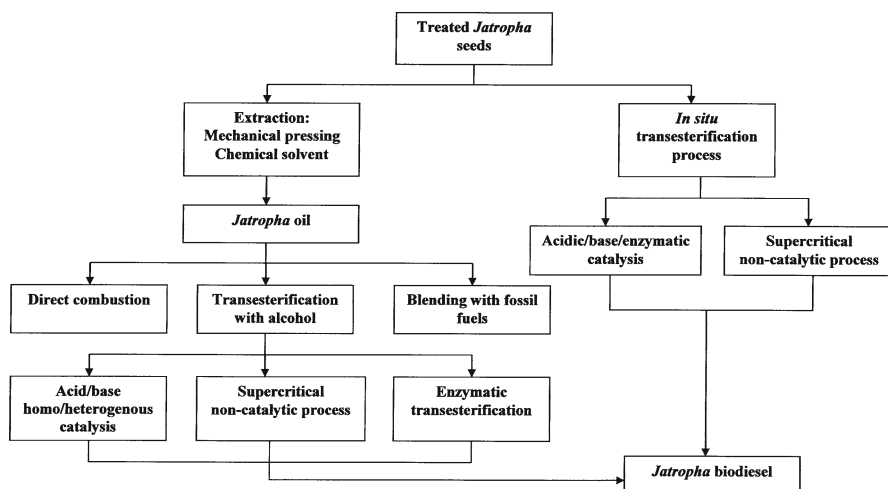 Treated Jatropha
seeds
Extraction:
Mechanical pressing
Chemical solvent
In situ
transesterification
process
Jatropha oil
Acidic/base/enzymatic
catalysis
Supercritical
non-catalytic process
Direct combustion
Transesterification
with alcohol
Blending with fossil
fuels
Acid/base
homo/heterogenous
catalysis
Supercritical
non-catalytic process
Enzymatic
transesterification
Jatropha biodiesel